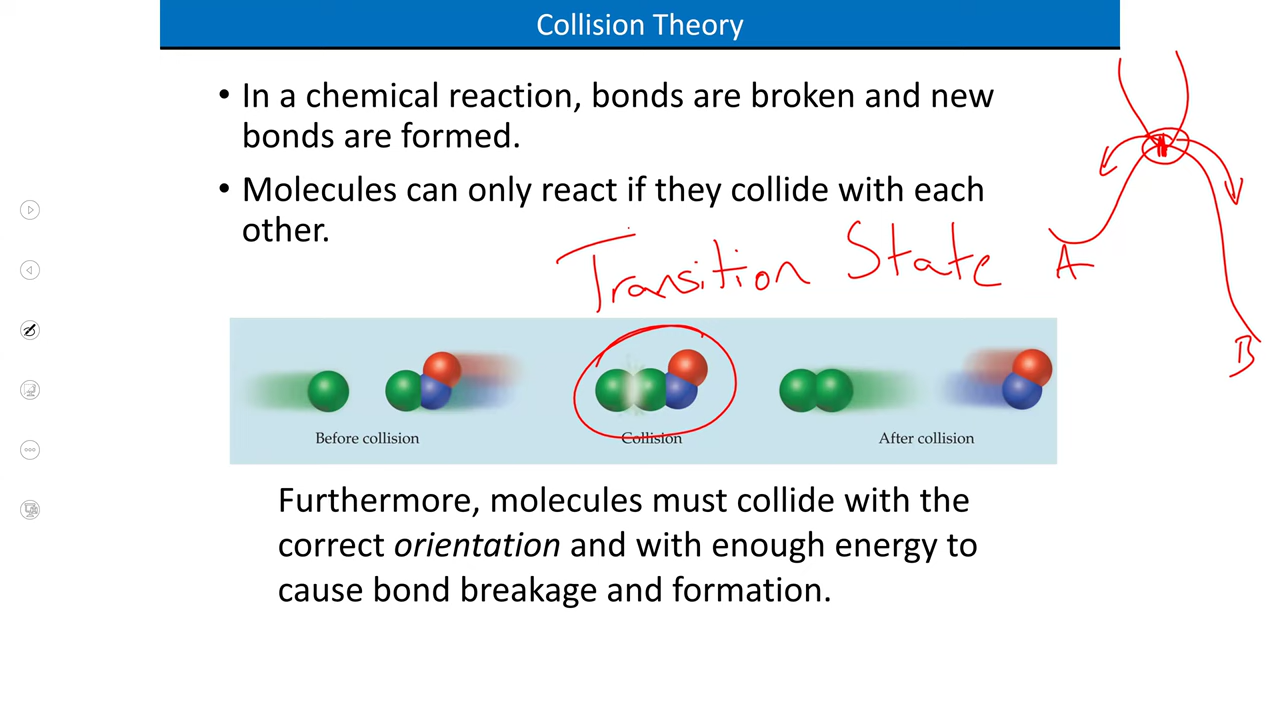 Collision Theory
• In a chemical reaction, bonds are broken and new
bonds are formed.
• Molecules can only react if they collide with each
other.
Transition State
A
B
Before collision
Collision
After collision
Furthermore, molecules must collide with the
correct orientation and with enough energy to
cause bond breakage and formation.